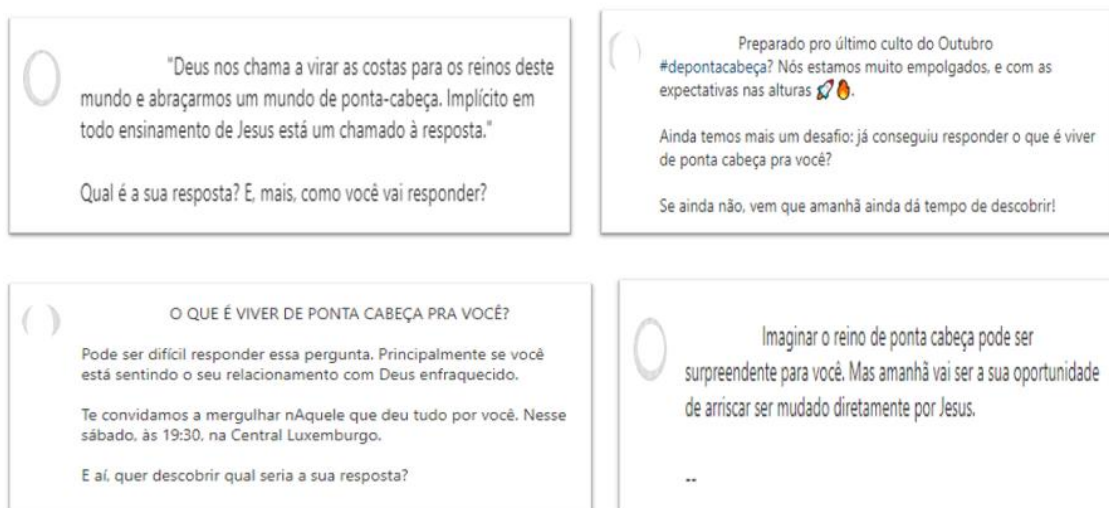 "Deus nos chama a virar as costas para os reinos deste
mundo e abraçarmos um mundo de ponta-cabeça. Implícito em
todo ensinamento de Jesus está um chamado à resposta."
Qual é a sua resposta? E, mais, como você vai responder?
Preparado pro último culto do Outubro
#depontacabeça? Nós estamos muito empolgados, e com as
expectativas nas alturas 🚀🔥.
Ainda temos mais um desafio: já conseguiu responder o que é viver
de ponta cabeça pra você?
Se ainda não, vem que amanhã ainda dá tempo de descobrir!
O QUE É VIVER DE PONTA CABEÇA PRA VOCÊ?
Pode ser difícil responder essa pergunta. Principalmente se você
está sentindo o seu relacionamento com Deus enfraquecido.
Te convidamos a mergulhar nAquele que deu tudo por você. Nesse
sábado, às 19:30, na Central Luxemburgo.
E aí, quer descobrir qual seria a sua resposta?
Imaginar o reino de ponta cabeça pode ser
surpreendente para você. Mas amanhã vai ser a sua oportunidade
de arriscar ser mudado diretamente por Jesus.
--